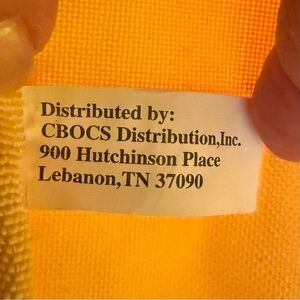 Distributed by:
CBOCS Distribution,Inc.
900 Hutchinson Place
Lebanon,TN 37090